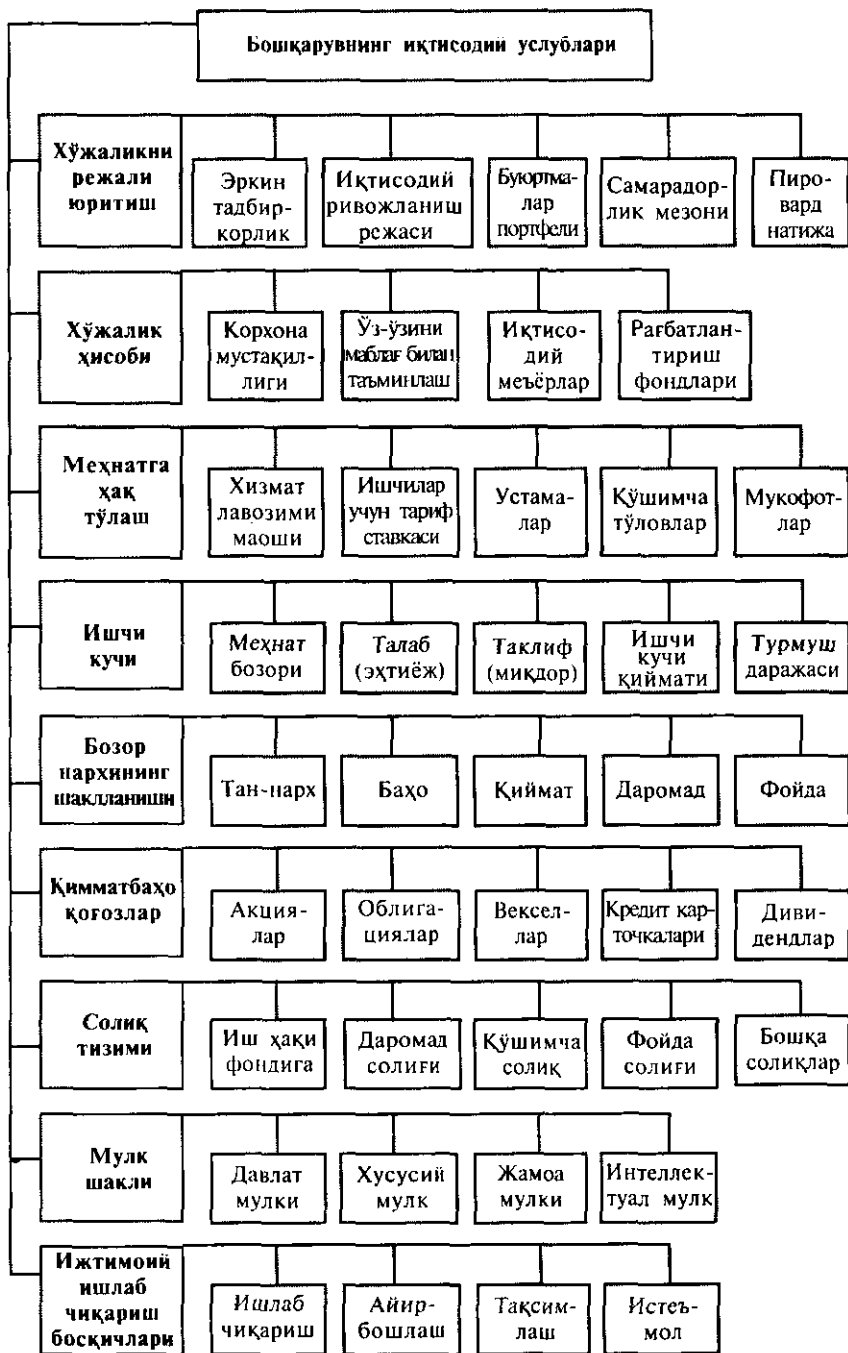 Бошқарувнинг иқтисодий услублари
Хўжаликни
режали
юритиш
Эркин
тадбир-
корлик
Иқтисодий
ривожланиш
режаси
Буюртма-
лар
портфели
Самарадор-
лик мезони
Пиро-
вард
натижа
Хўжалик
ҳисоби
Корхона
мустақил-
лиги
Ўз-ўзини
маблағ билан
таъминлаш
Иқтисо-
дий
меъёрлар
Рағбатлан-
тириш
фондлари
Меҳнатга
ҳақ
тўлаш
Хизмат
лавозими
маоши
Ишчилар
учун тариф
ставкаси
Устама-
лар
Қўшимча
тўловлар
Мукофот-
лар
Ишчи
кучи
Меҳнат
бозори
Талаб
(эҳтиёж)
Таклиф
(миқдор)
Ишчи
кучи
қиймати
Турмуш
даражаси
Бозор
нархининг
шаклланиши
Тан-нарх
Баҳо
Қиймат
Даромад
Фойда
Қимматбаҳо
қоғозлар
Акция-
лар
Облига-
циялар
Вексел-
лар
Кредит кар-
точкалари
Диви-
дендлар
Солиқ
тизими
Иш ҳақи
фондига
Даромад
солиғи
Қўшимча
солиқ
Фойда
солиғи
Бошқа
солиқлар
Мулк
шакли
Давлат
мулки
Хусусий
мулк
Жамоа
мулки
Интеллек-
туал мулк
Ижтимоий
ишлаб
чиқариш
босқичлари
Ишлаб
чиқариш
Айир-
бошлаш
Тақсим-
лаш
Истеъ-
мол